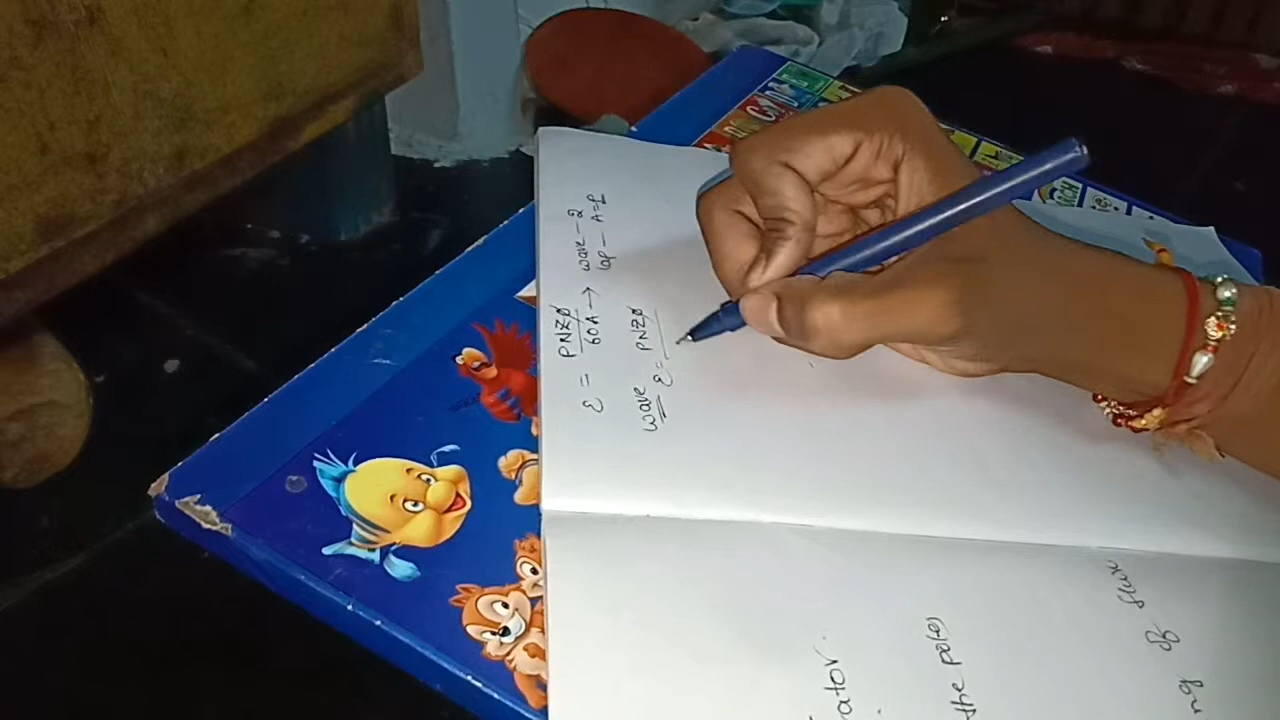 ε = PNZφ
60A → wave - 2
lap - A=P
wave
ε = PNZφ
ator.
the poles
ng of flux